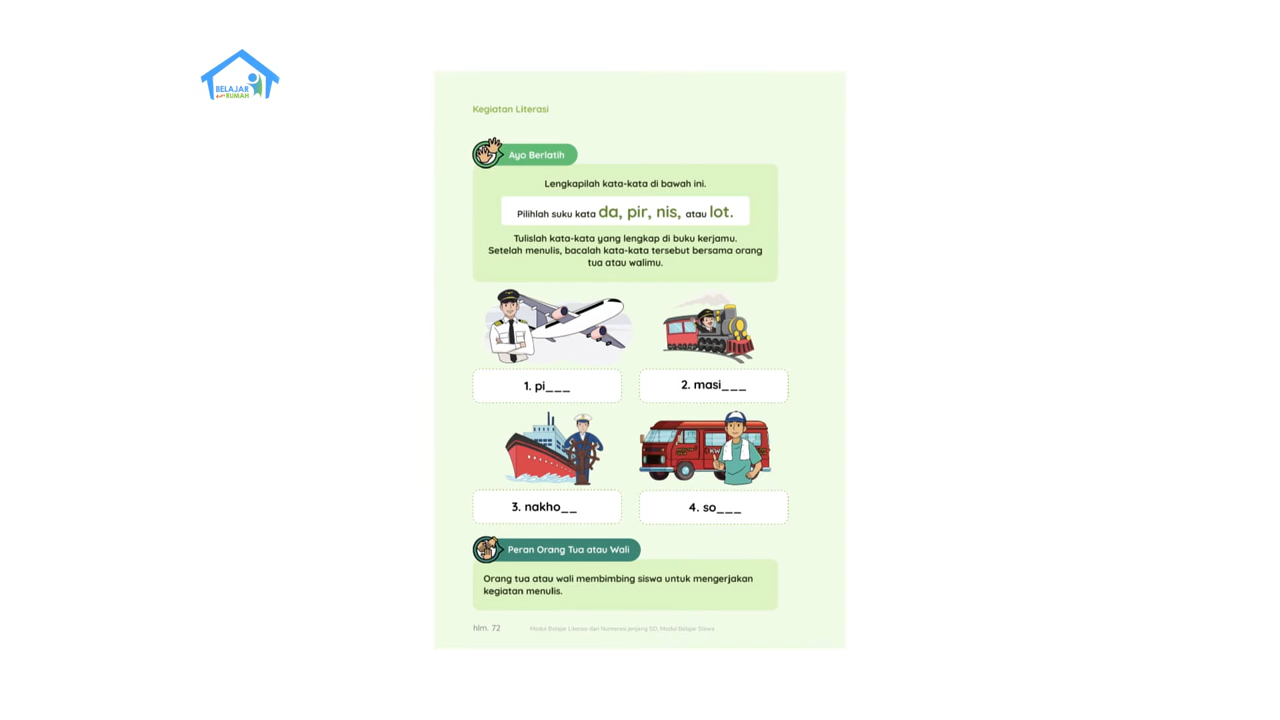 BELAJAR
RUMAH
Kegiatan Literasi
Ayo Berlatih
Lengkapilah kata-kata di bawah ini.
Pilihlah suku kata da, pir, nis, atau lot.
Tulislah kata-kata yang lengkap di buku kerjamu.
Setelah menulis, bacalah kata-kata tersebut bersama orang
tua atau walimu.
1. pi___
2. masi___
3. nakho__
4. so___
Peran Orang Tua atau Wali
Orang tua atau wali membimbing siswa untuk mengerjakan
kegiatan menulis.
hlm. 72
Modul Belajar Literasi dan Numerasi jenjang SD, Modul Belajar Siswa